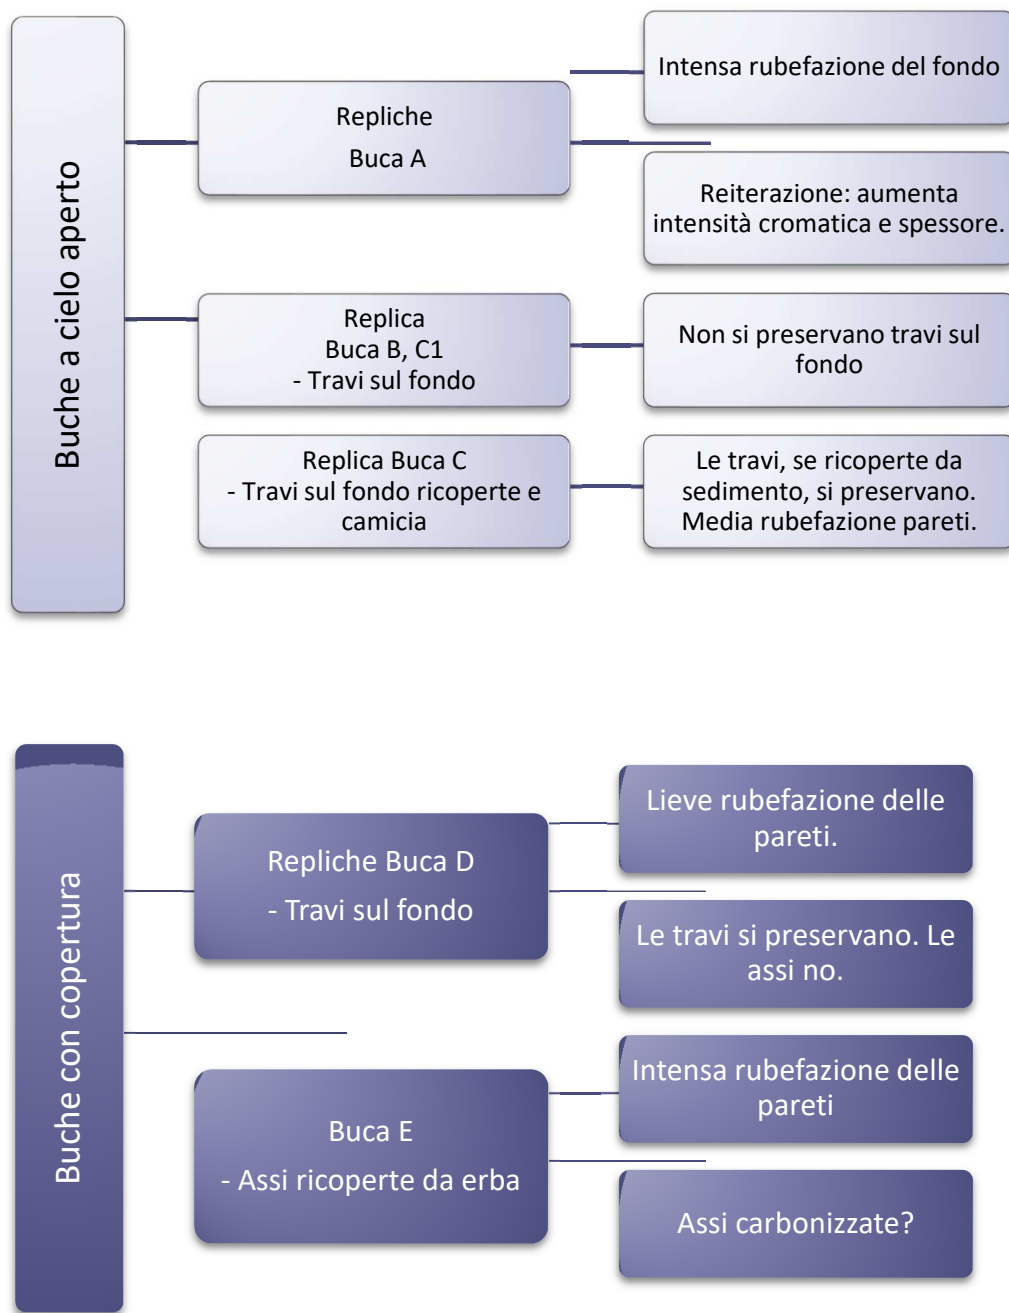 Buche a cielo aperto
Repliche
Buca A
Intensa rubefazione del fondo
Reiterazione: aumenta
intensità cromatica e spessore.
Replica
Buca B, C1
- Travi sul fondo
Non si preservano travi sul
fondo
Replica Buca C
- Travi sul fondo ricoperte e
camicia
Le travi, se ricoperte da
sedimento, si preservano.
Media rubefazione pareti.
Buche con copertura
Repliche Buca D
- Travi sul fondo
Lieve rubefazione delle
pareti.
Le travi si preservano. Le
assi no.
Buca E
- Assi ricoperte da erba
Intensa rubefazione delle
pareti
Assi carbonizzate?